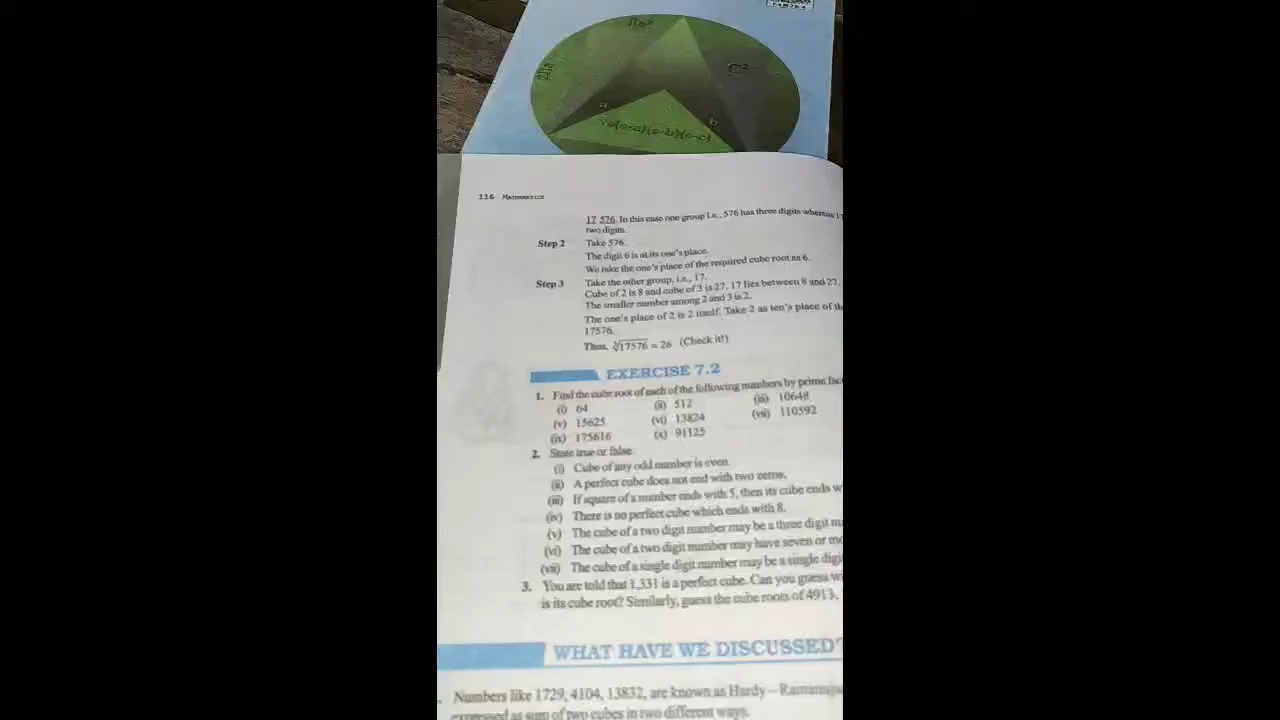 a
b
116 Mathematics
17 576. In this case one group i.e., 576 has three digits whereas 17
two digits.
Step 2 Take 576.
The digit 6 is at its one's place.
We take the one's place of the required cube root as 6.
Step 3 Take the other group, i.e., 17.
Cube of 2 is 8 and cube of 3 is 27. 17 lies between 8 and 27.
The smaller number among 2 and 3 is 2.
The one's place of 2 is 2 itself. Take 2 as ten's place of the
17576.
Thus, ∛17576 = 26 (Check it!)
EXERCISE 7.2
1. Find the cube root of each of the following numbers by prime
(i) 64 (ii) 512 (iii) 10648
(v) 15625 (vi) 13824 (vii) 110592
(ix) 175616 (x) 91125
2. State true or false.
(i) Cube of any odd number is even.
(ii) A perfect cube does not end with two zeros.
(iii) If square of a number ends with 5, then its cube ends
(iv) There is no perfect cube which ends with 8.
(v) The cube of a two digit number may be a three digit
(vi) The cube of a two digit number may have seven or
(vii) The cube of a single digit number may be a single
3. You are told that 1,331 is a perfect cube. Can you guess
is its cube root? Similarly, guess the cube roots of 4913,
WHAT HAVE WE DISCUSSED?
Numbers like 1729, 4104, 13832, are known as Hardy – 
expressed as sum of two cubes in two different ways.